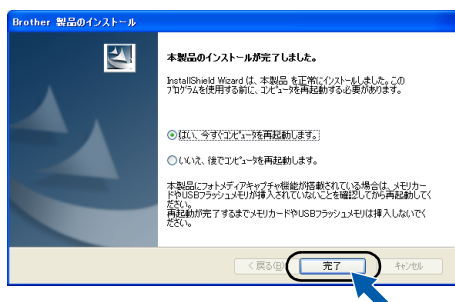 Brother 製品のインストール
本製品のインストールが完了しました。
InstallShield Wizard は、本製品 を正常にインストールしました。この
プログラムを使用する前に、コンピュータを再起動する必要があります。
はい、今すぐコンピュータを再起動します。
いいえ、後でコンピュータを再起動します。
本製品にフォトメディアキャプチャ機能が搭載されている場合は、メモリカー
ドやUSBフラッシュメモリが挿入されていないことを確認してから再起動してく
ださい。
再起動が完了するまでメモリカードやUSBフラッシュメモリは挿入しないでく
ださい。
< 戻る(B)
完了
キャンセル